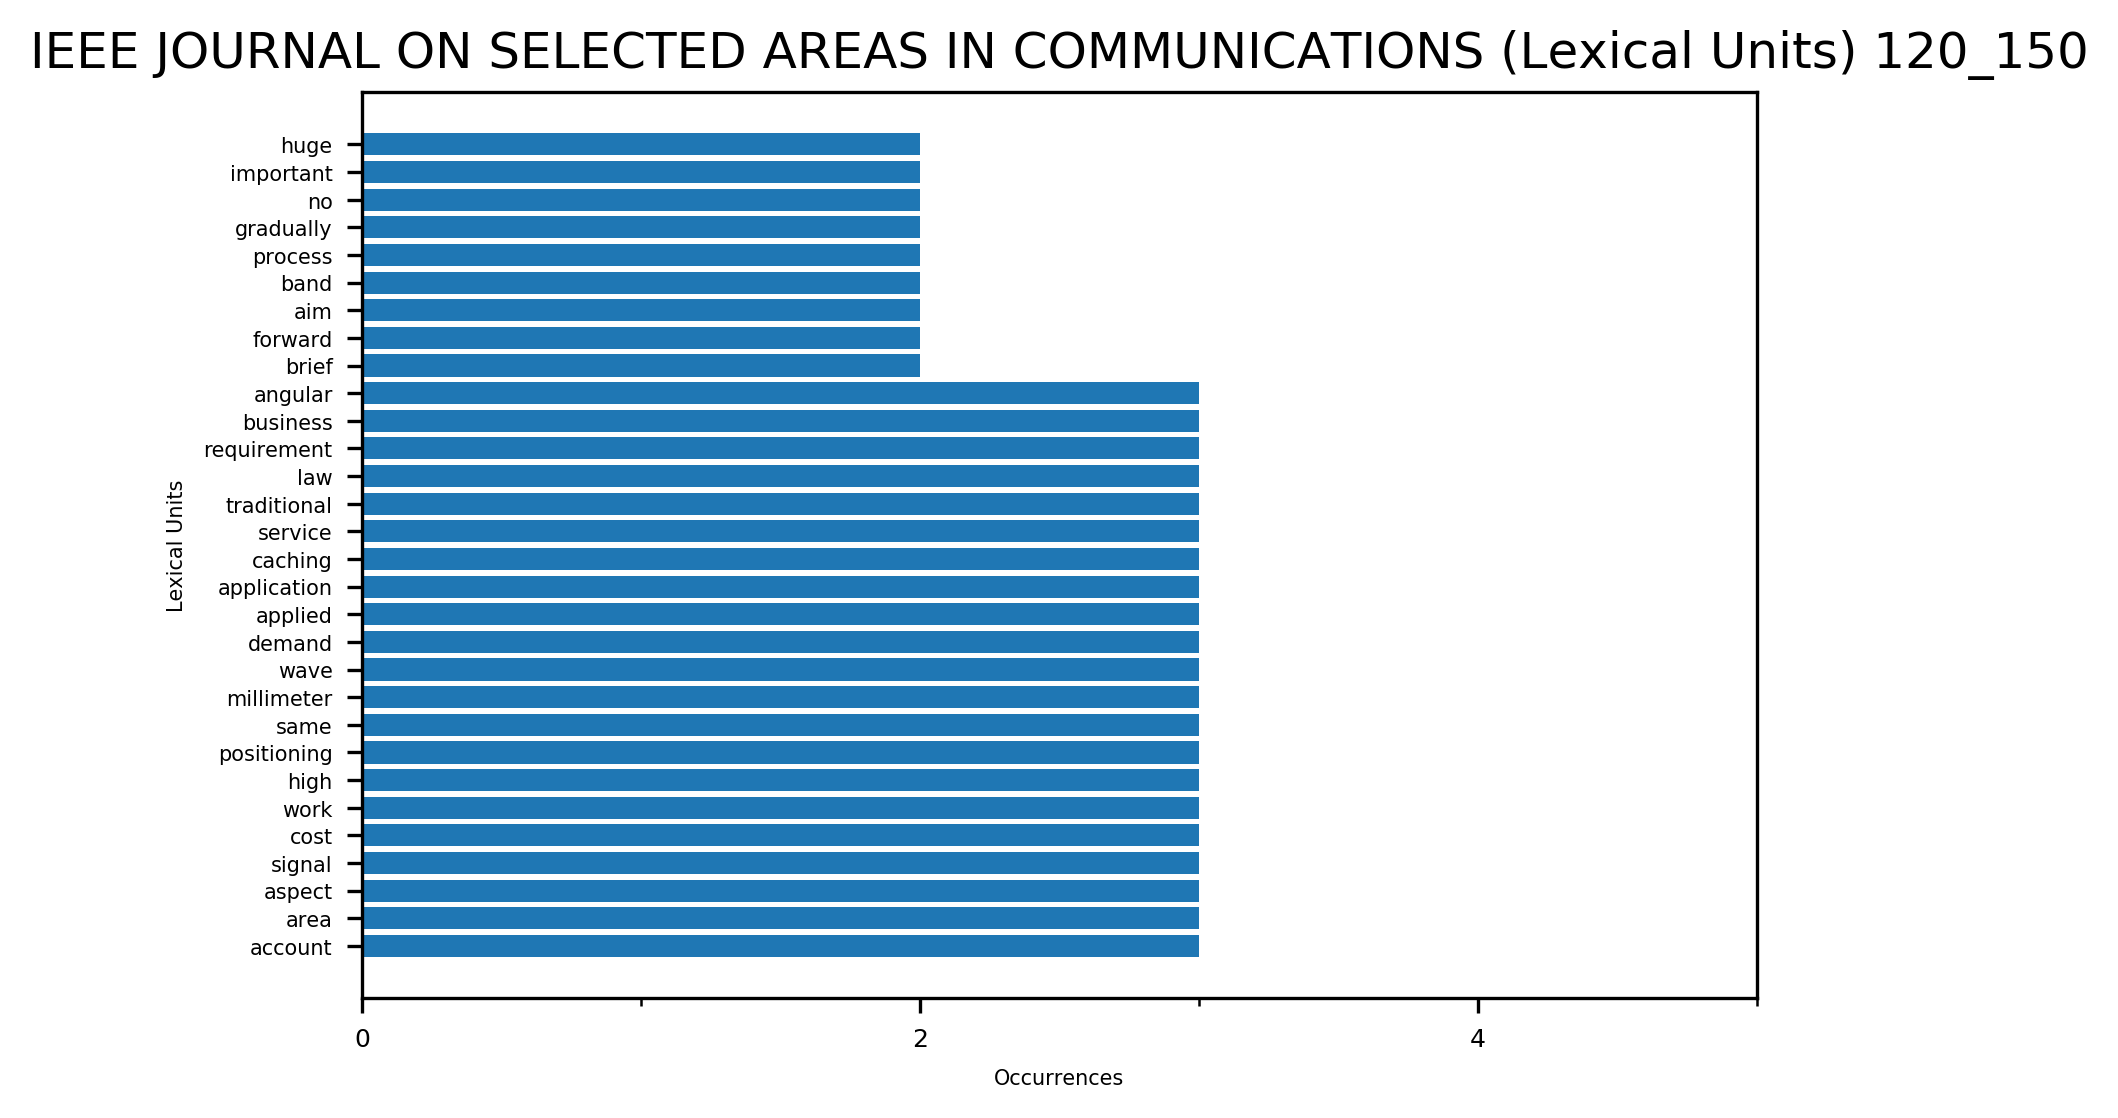 IEEE JOURNAL ON SELECTED AREAS IN COMMUNICATIONS (Lexical Units) 120_150
huge
important
no
gradually
process
band
aim
forward
brief
angular
business
requirement
law
traditional
service
caching
application
applied
demand
wave
millimeter
same
positioning
high
work
cost
signal
aspect
area
account
Lexical Units
0 2 4
Occurrences